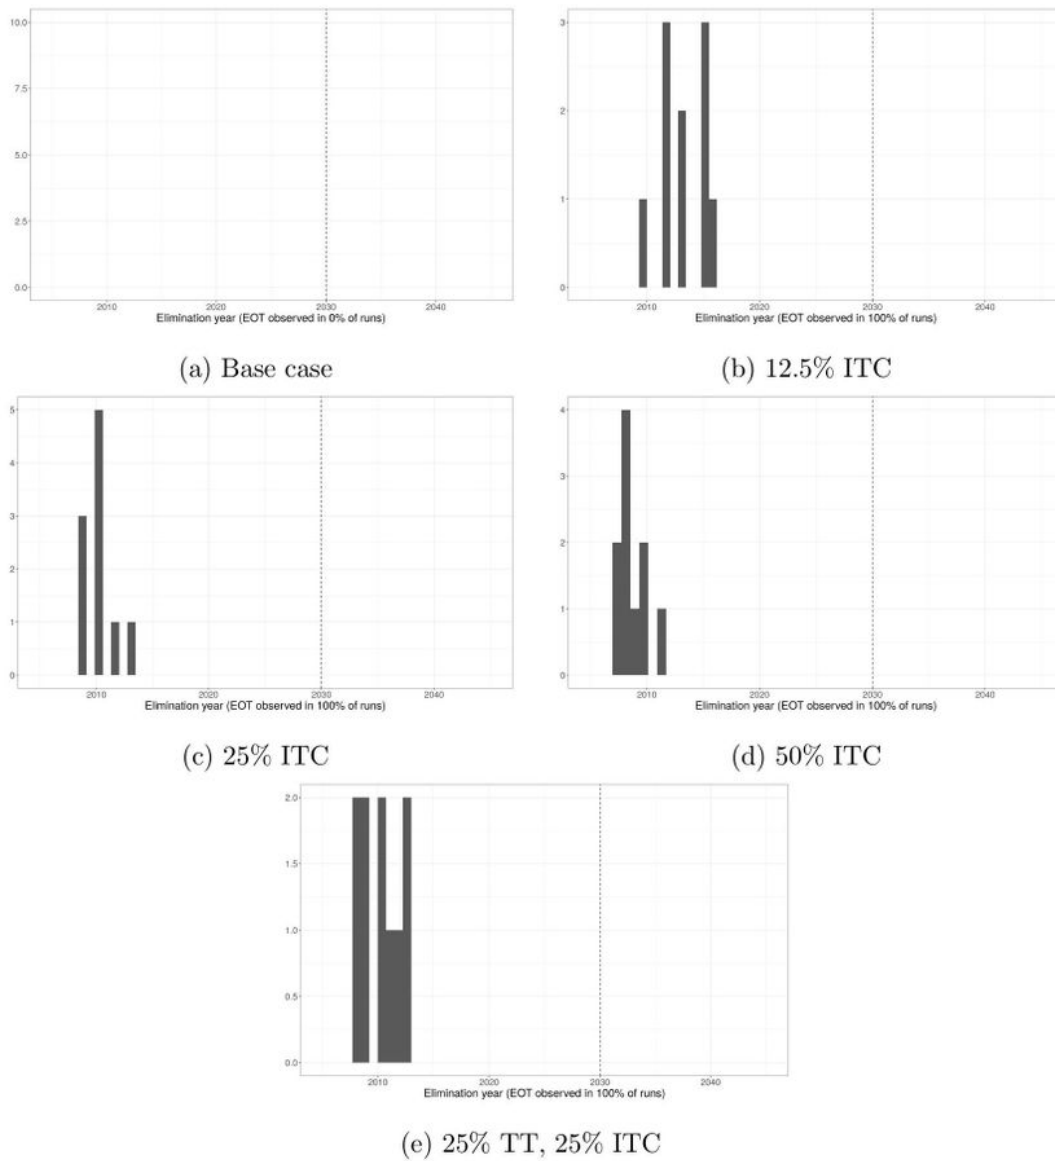 10.0
7.5
5.0
2.5
0.0
2010 2020 2030 2040
Elimination year (EOT observed in 0% of runs)
(a) Base case
3
2
1
0
2010 2020 2030 2040
Elimination year (EOT observed in 100% of runs)
(b) 12.5% ITC
5
4
3
2
1
0
2010 2020 2030 2040
Elimination year (EOT observed in 100% of runs)
(c) 25% ITC
4
3
2
1
0
2010 2020 2030 2040
Elimination year (EOT observed in 100% of runs)
(d) 50% ITC
2.0
1.5
1.0
0.5
0.0
2010 2020 2030 2040
Elimination year (EOT observed in 100% of runs)
(e) 25% TT, 25% ITC